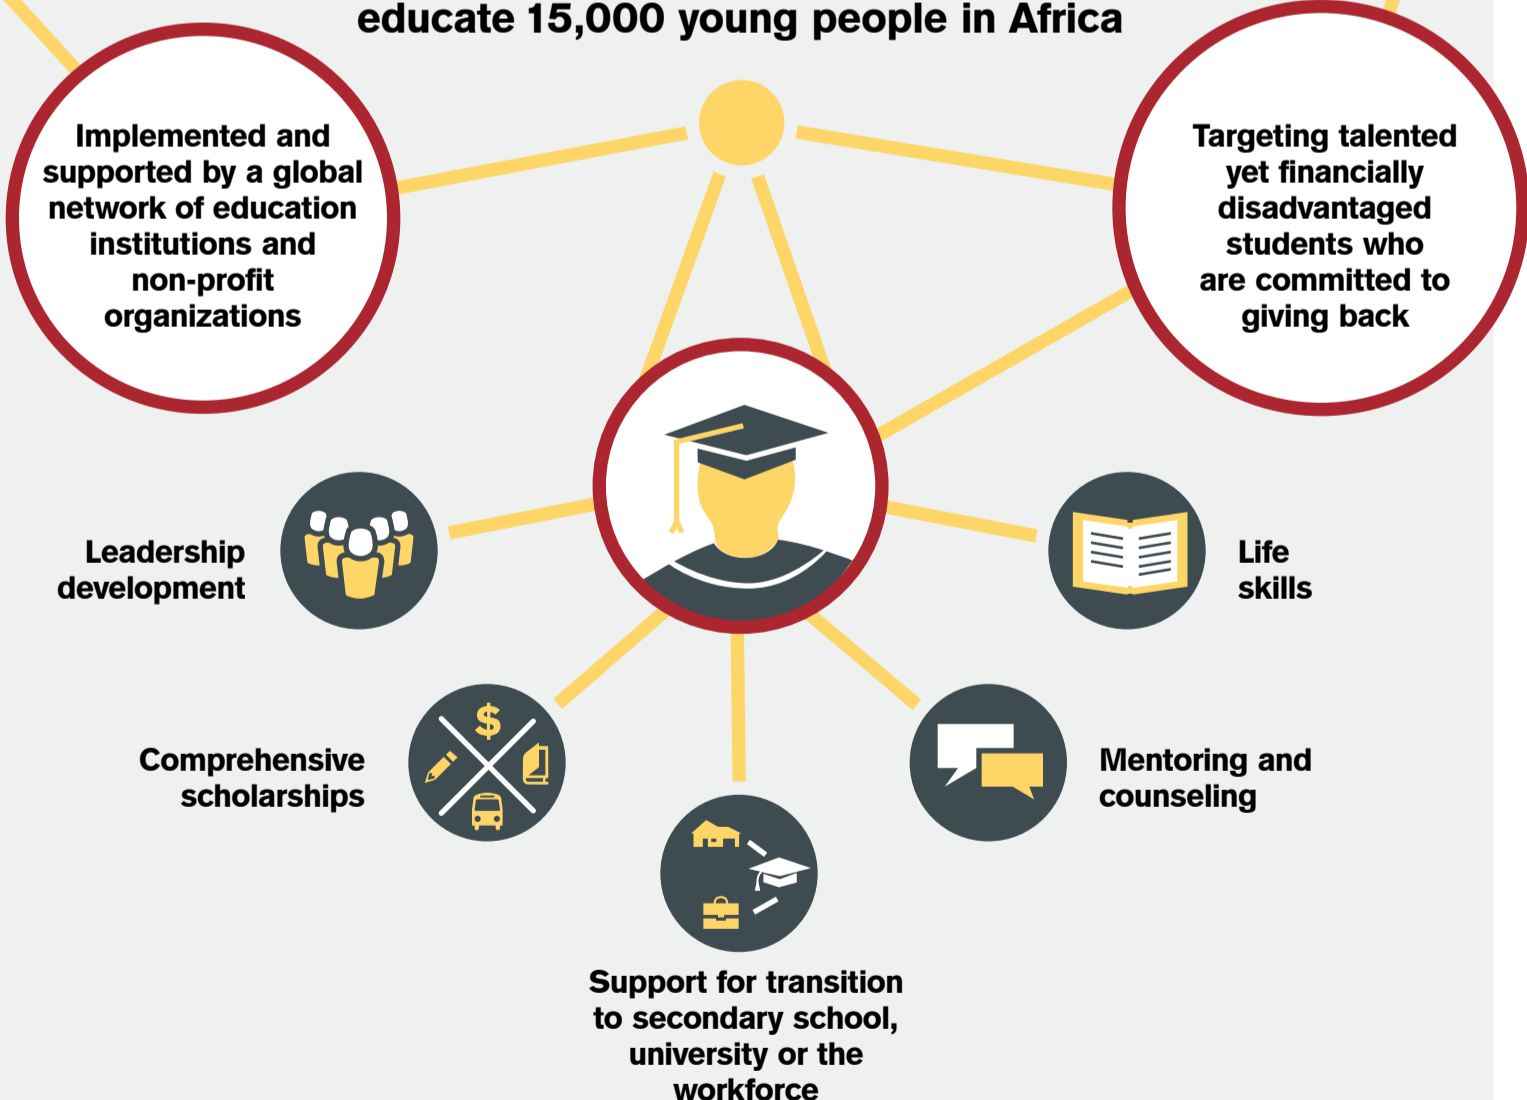 educate 15,000 young people in Africa
Implemented and
supported by a global
network of education
institutions and
non-profit
organizations
Targeting talented
yet financially
disadvantaged
students who
are committed to
giving back
Leadership
development
Life
skills
$
Comprehensive
scholarships
Mentoring and
counseling
Support for transition
to secondary school,
university or the
workforce